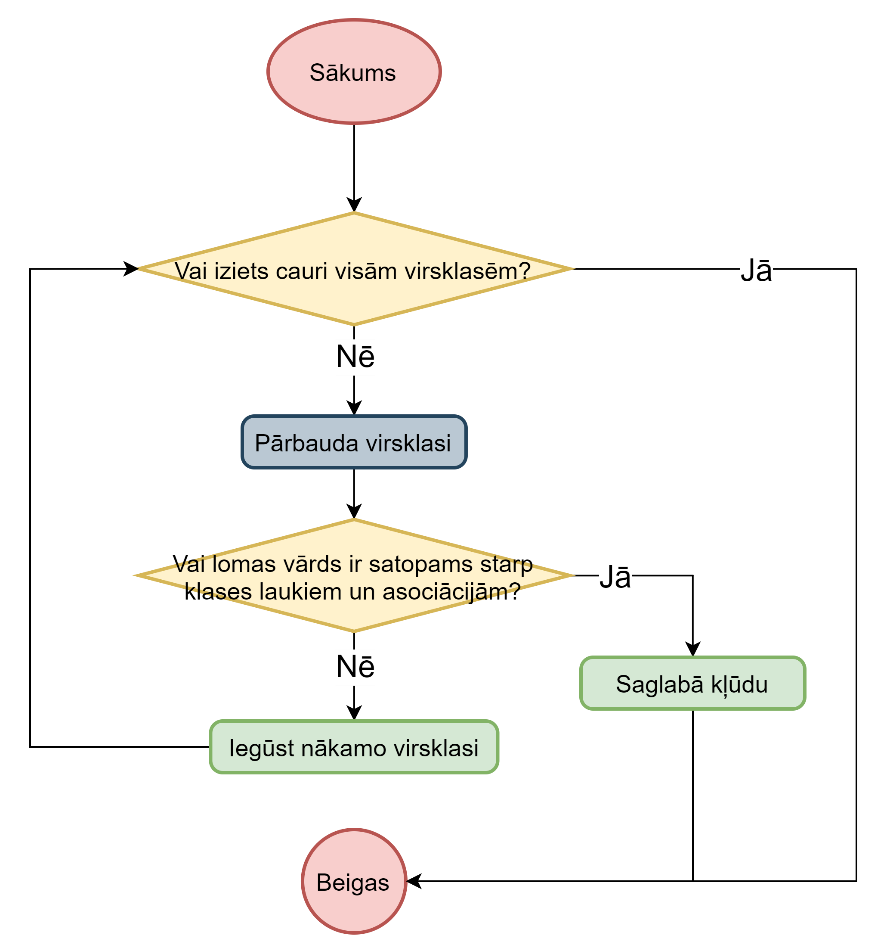 Sākums
Vai iziets cauri visām virsklasēm?
Jā
Nē
Pārbauda virsklasi
Vai lomas vārds ir satopams starp
klases laukiem un asociācijām?
Jā
Nē
Saglabā kļūdu
Iegūst nākamo virsklasi
Beigas